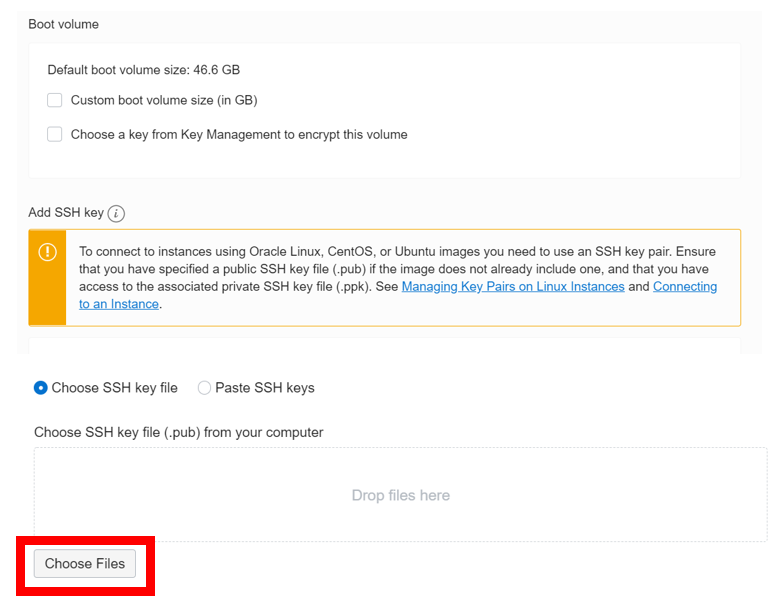 Boot volume
Default boot volume size: 46.6 GB
Custom boot volume size (in GB)
Choose a key from Key Management to encrypt this volume
Add SSH key i
!
To connect to instances using Oracle Linux, CentOS, or Ubuntu images you need to use an SSH key pair. Ensure
that you have specified a public SSH key file (.pub) if the image does not already include one, and that you have
access to the associated private SSH key file (.ppk). See Managing Key Pairs on Linux Instances and Connecting
to an Instance.
Choose SSH key file Paste SSH keys
Choose SSH key file (.pub) from your computer
Drop files here
Choose Files